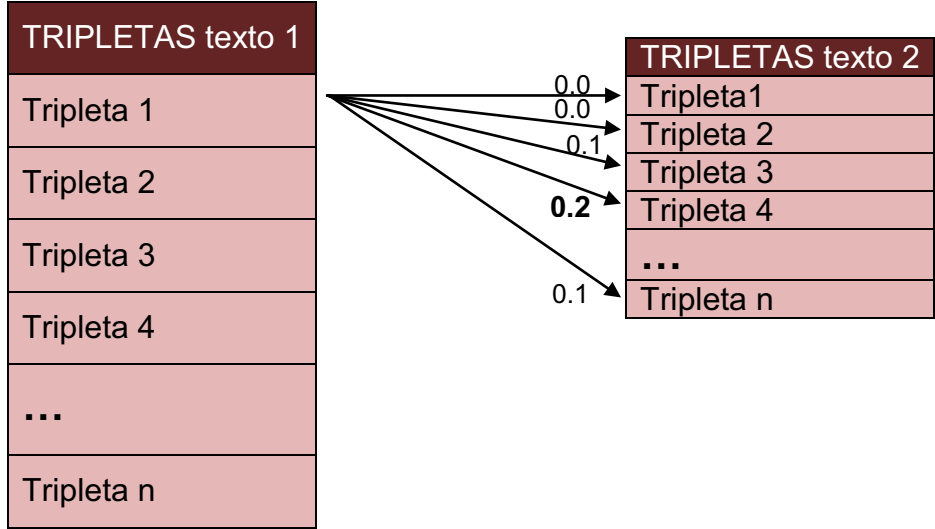 TRIPLETAS texto 1
Tripleta 1
Tripleta 2
Tripleta 3
Tripleta 4
...
Tripleta n
0.0
0.0
0.1
0.2
0.1
TRIPLETAS texto 2
Tripleta1
Tripleta 2
Tripleta 3
Tripleta 4
...
Tripleta n